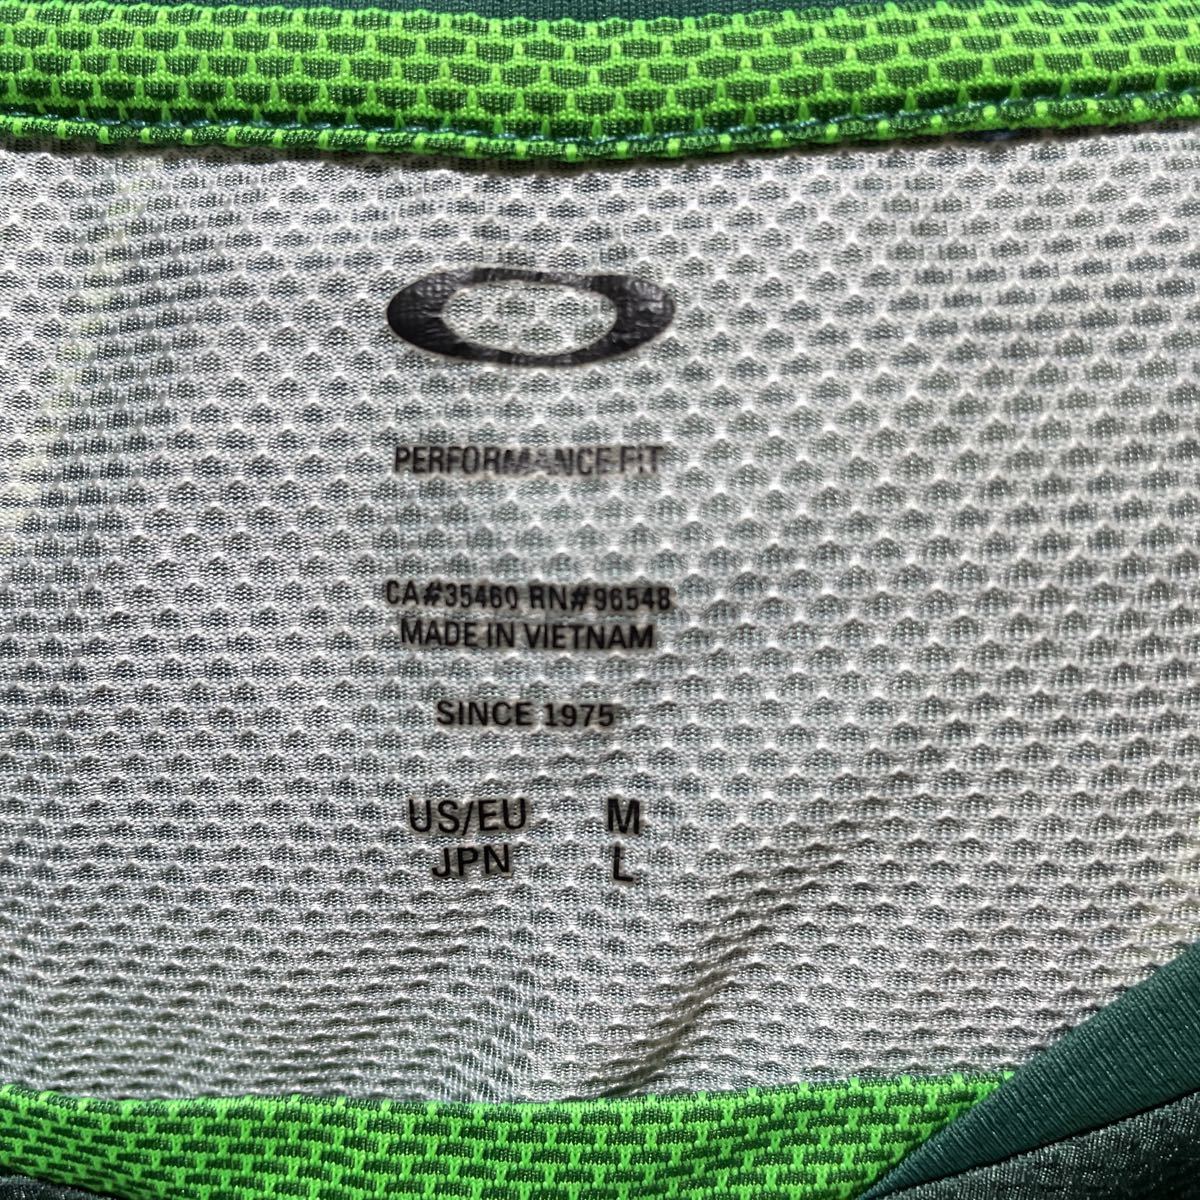 PERFORMANCE FIT
CA#35460 RN#96548
MADE IN VIETNAM
SINCE 1975
US/EU M
JPN L